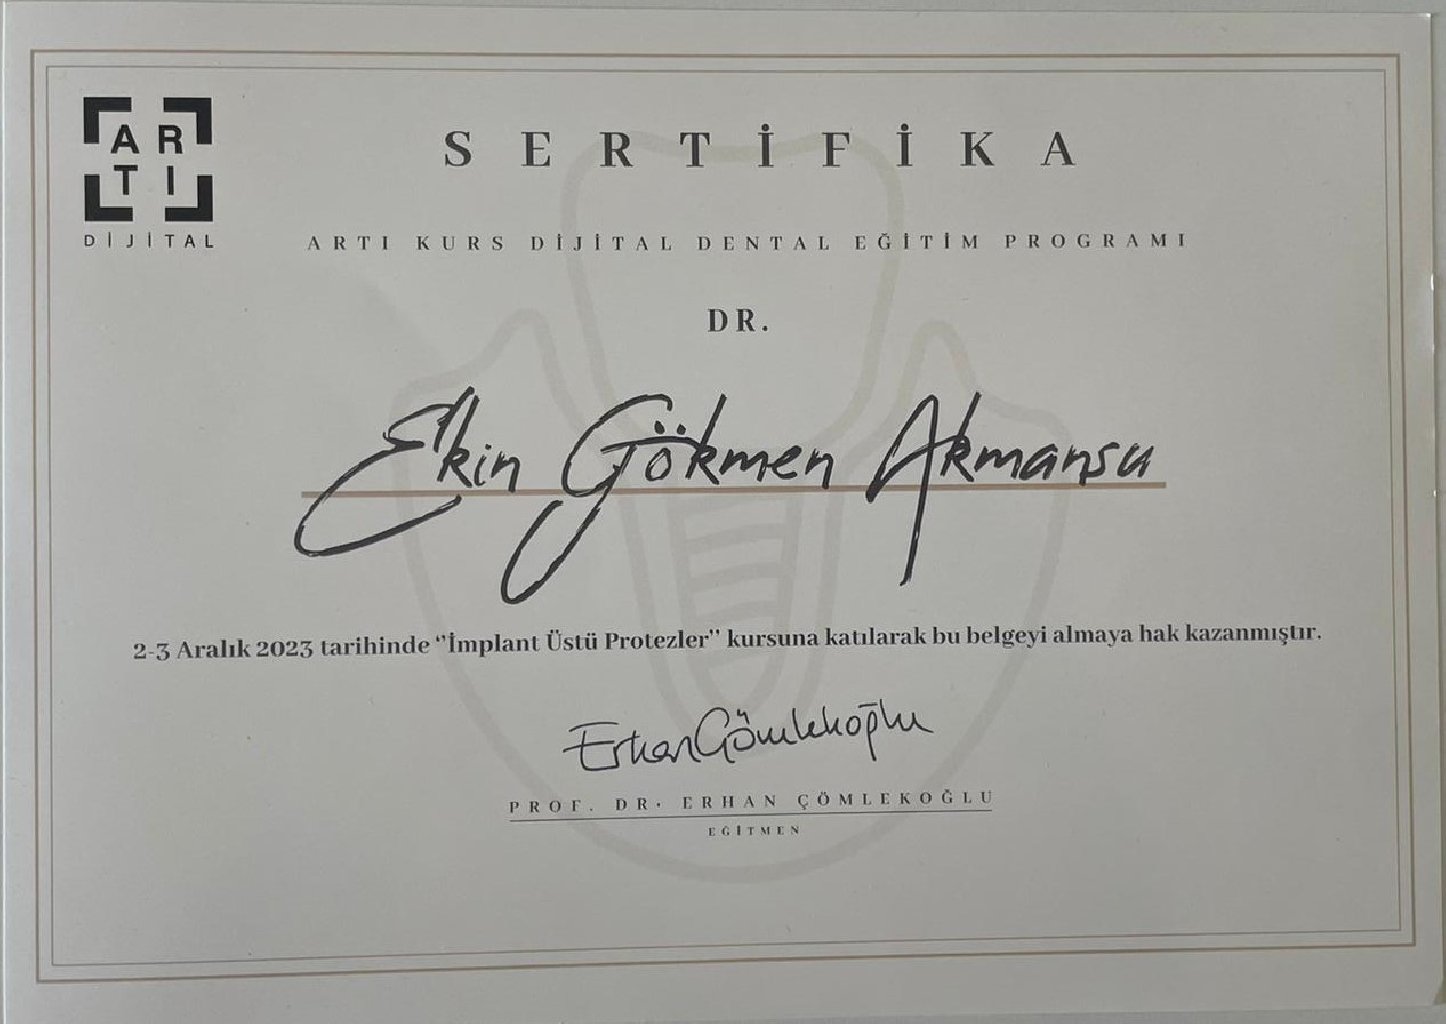 AR
TI
DİJİTAL
SERTİFİKA
ARTI KURS DİJİTAL DENTAL EĞİTİM PROGRAMI
DR.
Ekin Gökmen Akmansu
2-3 Aralık 2023 tarihinde ‘’İmplant Üstü Protezler’’ kursuna katılarak bu belgeyi almaya hak kazanmıştır.
Erhan Çömlekoğlu
PROF. DR. ERHAN ÇÖMLEKOĞLU
EĞİTMEN